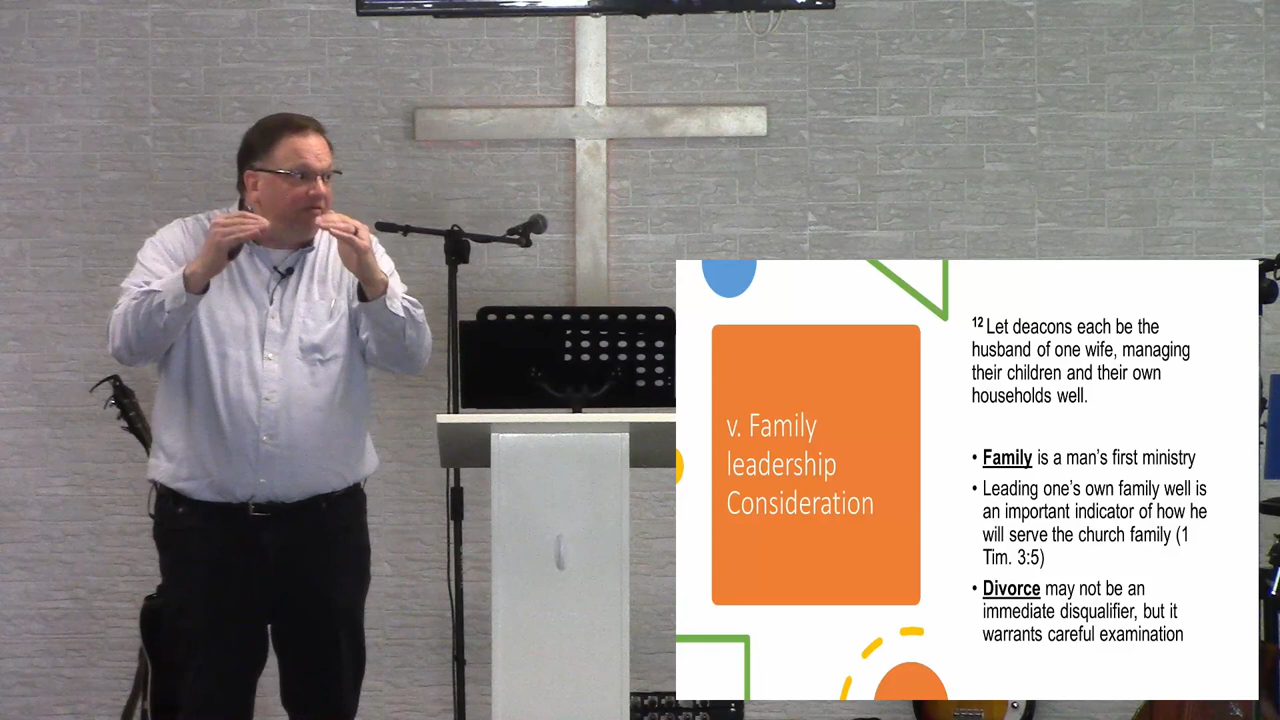 v. Family
leadership
Consideration
12 Let deacons each be the
husband of one wife, managing
their children and their own
households well.
• Family is a man's first ministry
• Leading one's own family well is
an important indicator of how he
will serve the church family (1
Tim. 3:5)
• Divorce may not be an
immediate disqualifier, but it
warrants careful examination